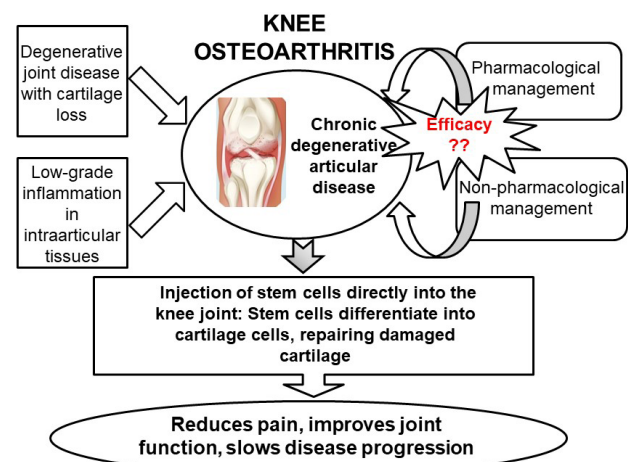 KNEE
OSTEOARTHRITIS
Degenerative
joint disease
with cartilage
loss
Low-grade
inflammation
in
intraarticular
tissues
Chronic
degenerative
articular
disease
Efficacy
??
Pharmacological
management
Non-pharmacological
management
Injection of stem cells directly into the
knee joint: Stem cells differentiate into
cartilage cells, repairing damaged
cartilage
Reduces pain, improves joint
function, slows disease progression